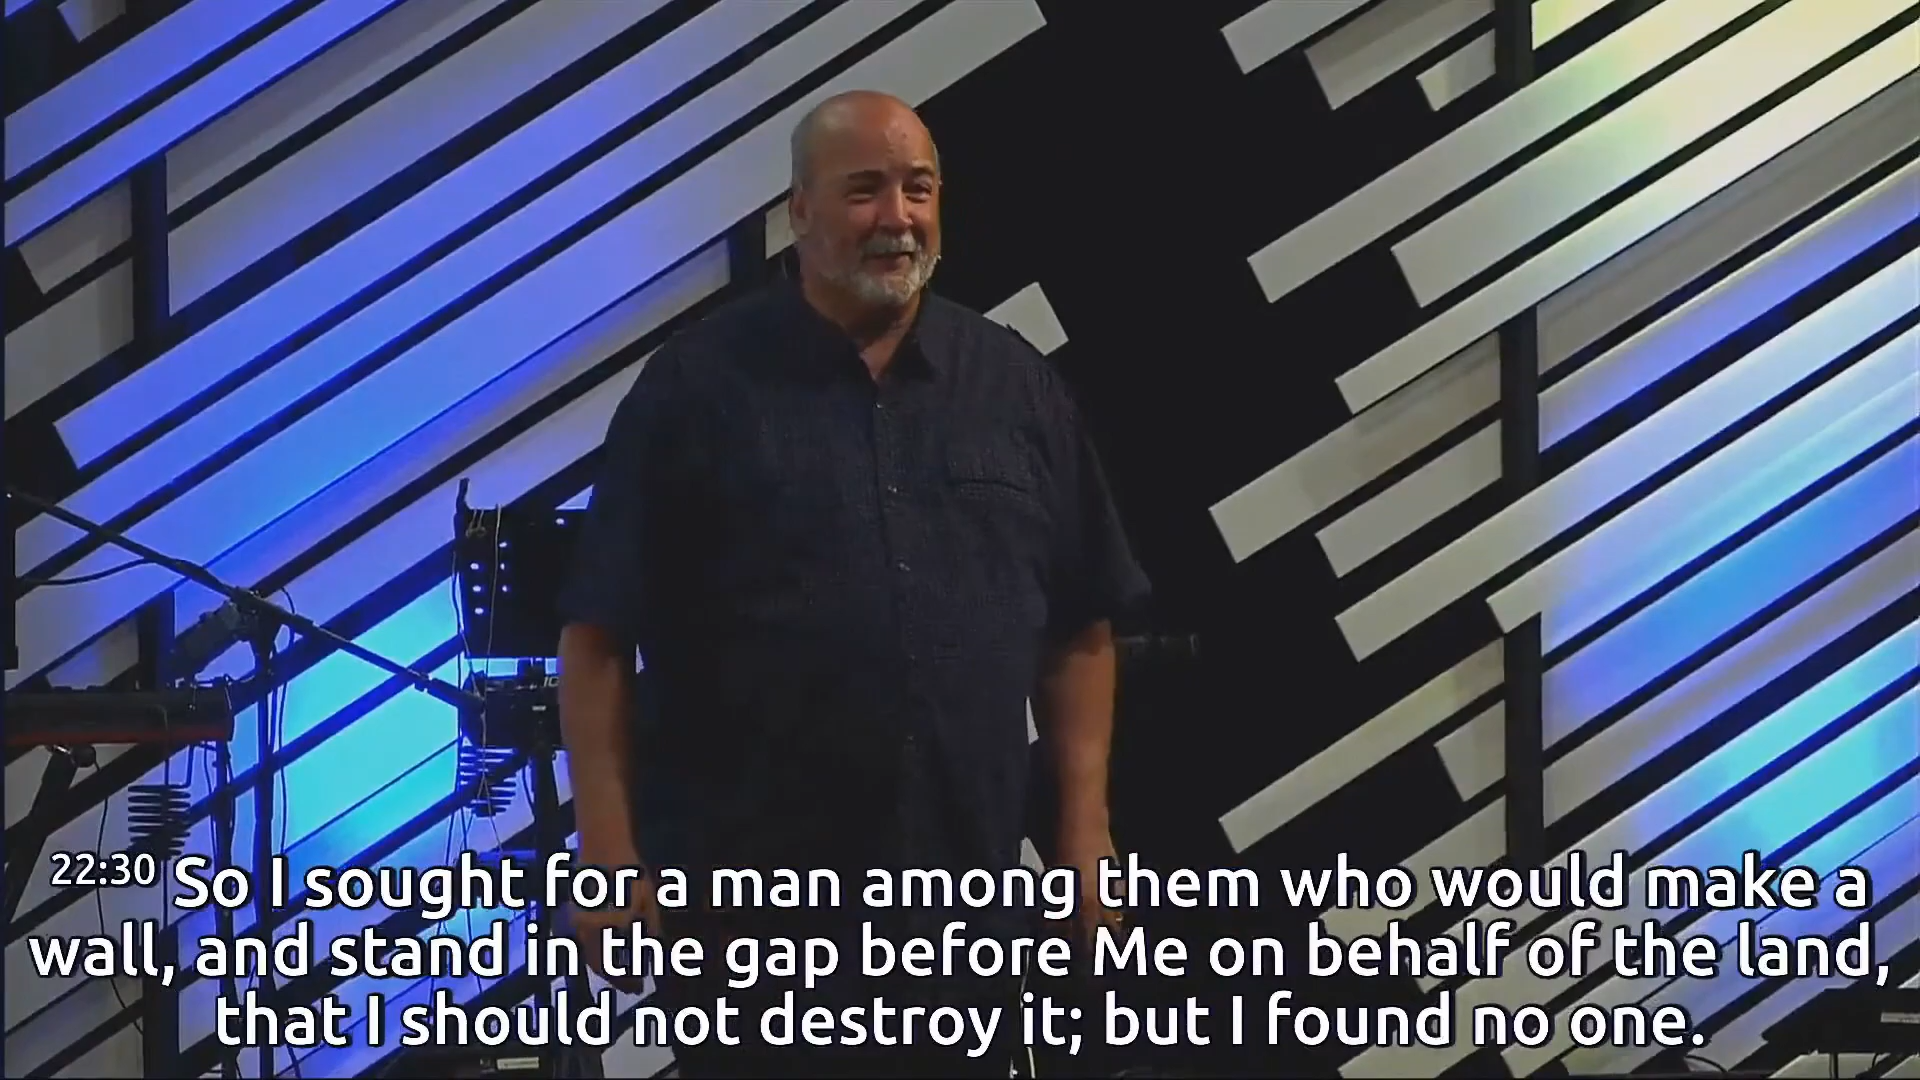 22:30 So I sought for a man among them who would make a
wall, and stand in the gap before Me on behalf of the land,
that I should not destroy it; but I found no one.